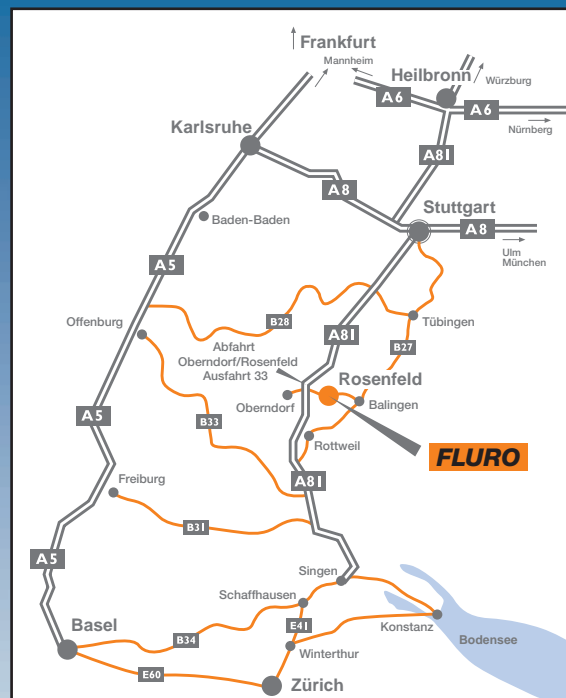 Frankfurt
Mannheim
Heilbronn
Würzburg
A6
A6
Nürnberg
Karlsruhe
A8I
A8
Stuttgart
Baden-Baden
A8
Ulm
München
A5
Offenburg
B28
Tübingen
A8I
B27
Abfahrt
Oberndorf/Rosenfeld
Ausfahrt 33
Rosenfeld
Oberndorf
Balingen
A5
B33
Rottweil
FLURO
A8I
Freiburg
B31
A5
Singen
Schaffhausen
E41
Konstanz
Basel
B34
Bodensee
Winterthur
E60
Zürich